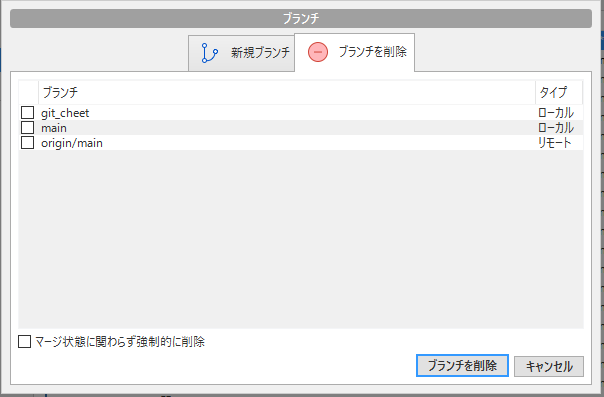 ブランチ
新規ブランチ
ブランチを削除
ブランチ タイプ
git_cheet ローカル
main ローカル
origin/main リモート
マージ状態に関わらず強制的に削除
ブランチを削除 キャンセル